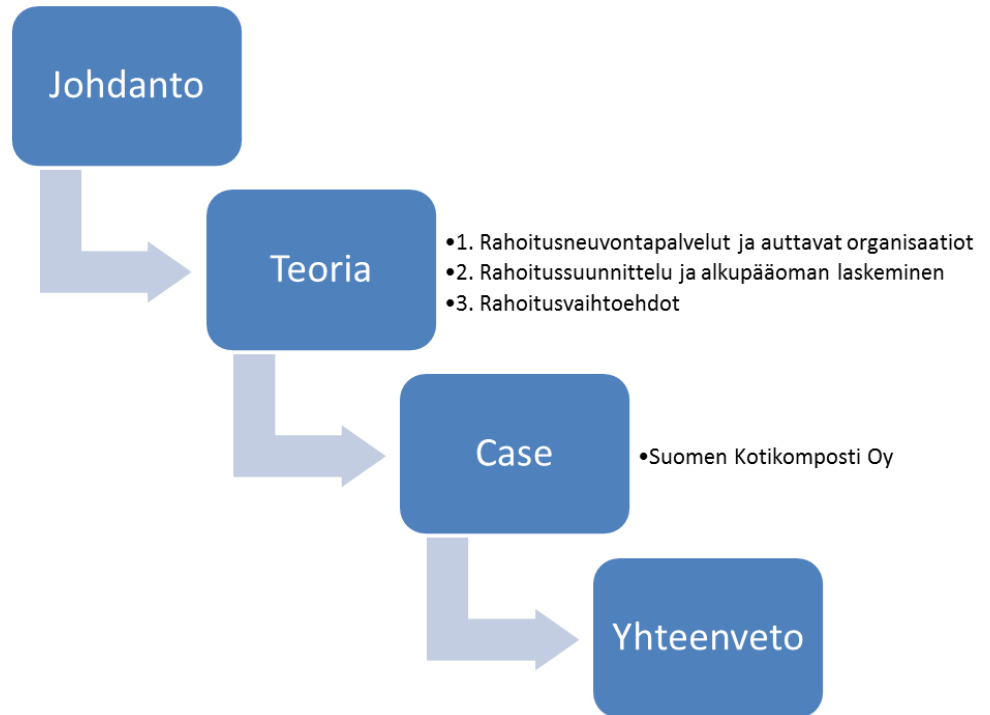 Johdanto
Teoria
•1. Rahoitusneuvontapalvelut ja auttavat organisaatiot
•2. Rahoitussuunnittelu ja alkupääoman laskeminen
•3. Rahoitusvaihtoehdot
Case
•Suomen Kotikomposti Oy
Yhteenveto